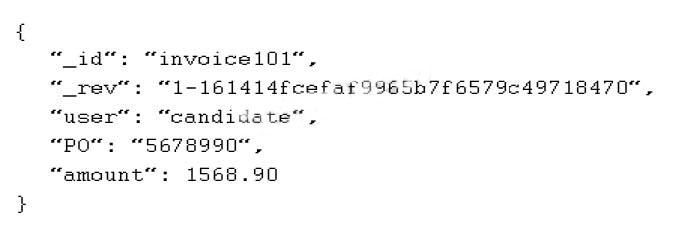 {
“_id“: “invoice101“,
“_rev“: “1-161414fcefaf9965b7f6579c49718470“,
“user“: “candidate“,
“PO“: “5678990“,
“amount“: 1568.90
}